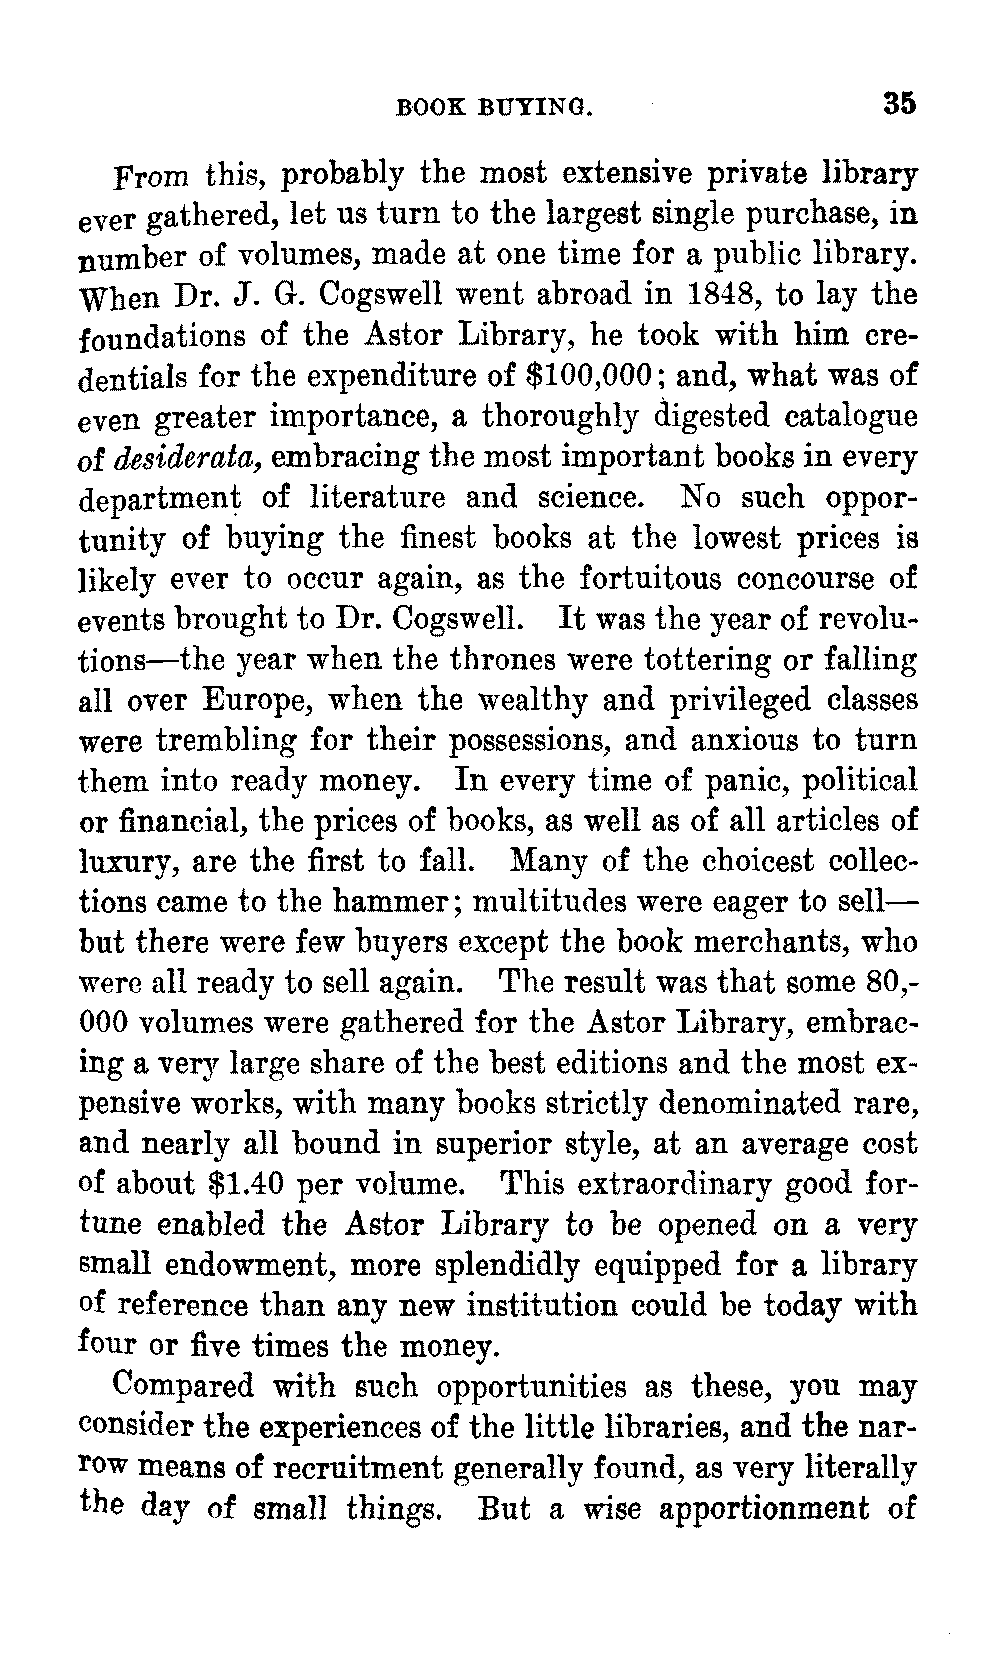 BOOK BUYING. 35
From this, probably the most extensive private library
ever gathered, let us turn to the largest single purchase, in
number of volumes, made at one time for a public library.
When Dr. J. G. Cogswell went abroad in 1848, to lay the
foundations of the Astor Library, he took with him cre-
dentials for the expenditure of $100,000; and, what was of
even greater importance, a thoroughly digested catalogue
of desiderata, embracing the most important books in every
department of literature and science. No such oppor-
tunity of buying the finest books at the lowest prices is
likely ever to occur again, as the fortuitous concourse of
events brought to Dr. Cogswell. It was the year of revolu-
tions—the year when the thrones were tottering or falling
all over Europe, when the wealthy and privileged classes
were trembling for their possessions, and anxious to turn
them into ready money. In every time of panic, political
or financial, the prices of books, as well as of all articles of
luxury, are the first to fall. Many of the choicest collec-
tions came to the hammer; multitudes were eager to sell—
but there were few buyers except the book merchants, who
were all ready to sell again. The result was that some 80,-
000 volumes were gathered for the Astor Library, embrac-
ing a very large share of the best editions and the most ex-
pensive works, with many books strictly denominated rare,
and nearly all bound in superior style, at an average cost
of about $1.40 per volume. This extraordinary good for-
tune enabled the Astor Library to be opened on a very
small endowment, more splendidly equipped for a library
of reference than any new institution could be today with
four or five times the money.
Compared with such opportunities as these, you may
consider the experiences of the little libraries, and the nar-
row means of recruitment generally found, as very literally
the day of small things. But a wise apportionment of